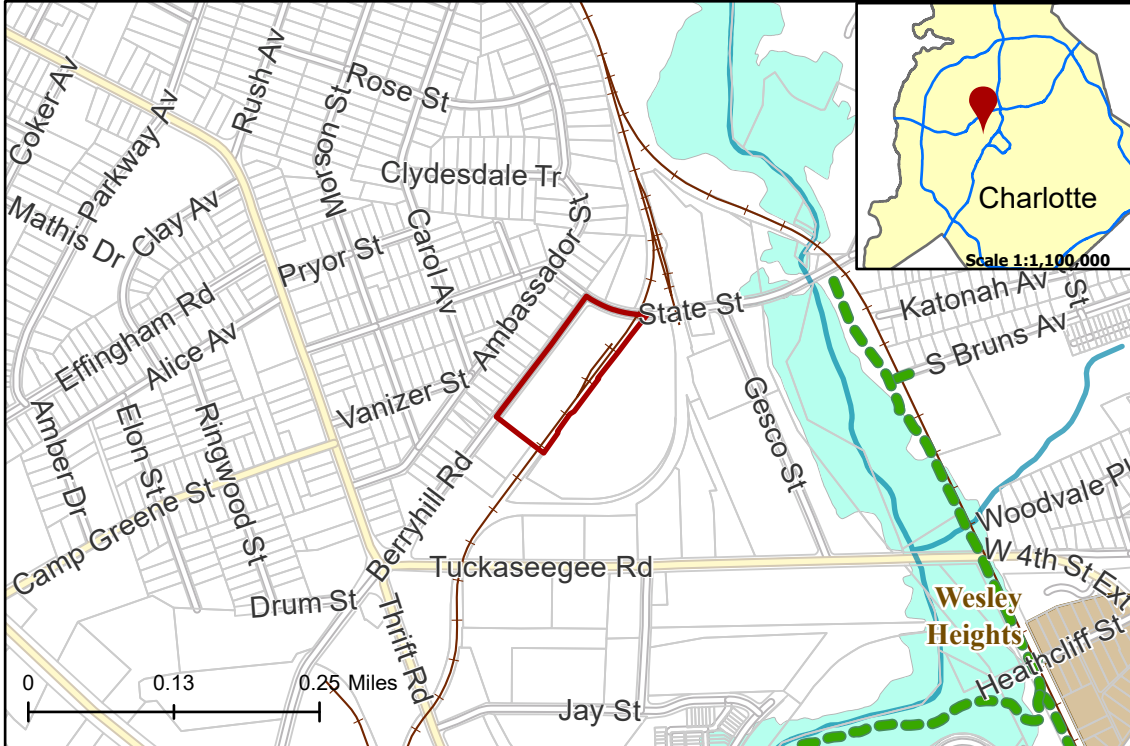 Coker Av
Parkway Av
Rush Av
Rose St
Morson St
Clydesdale Tr
Charlotte
Scale 1:1,100,000
Mathis Dr
Clay Av
Pryor St
Carol Av
Ambassador St
State St
Katonah Av
St
S Bruns Av
Effingham Rd
Alice Av
Vanizer St
Gesco St
Amber Dr
Elon St
Ringwood St
Camp Greene St
Berryhill Rd
Woodvale Pl
Tuckaseegee Rd
W 4th St Ext
Drum St
Thrift Rd
Wesley
Heights
Heathcliff St
0
0.13
0.25 Miles
Jay St